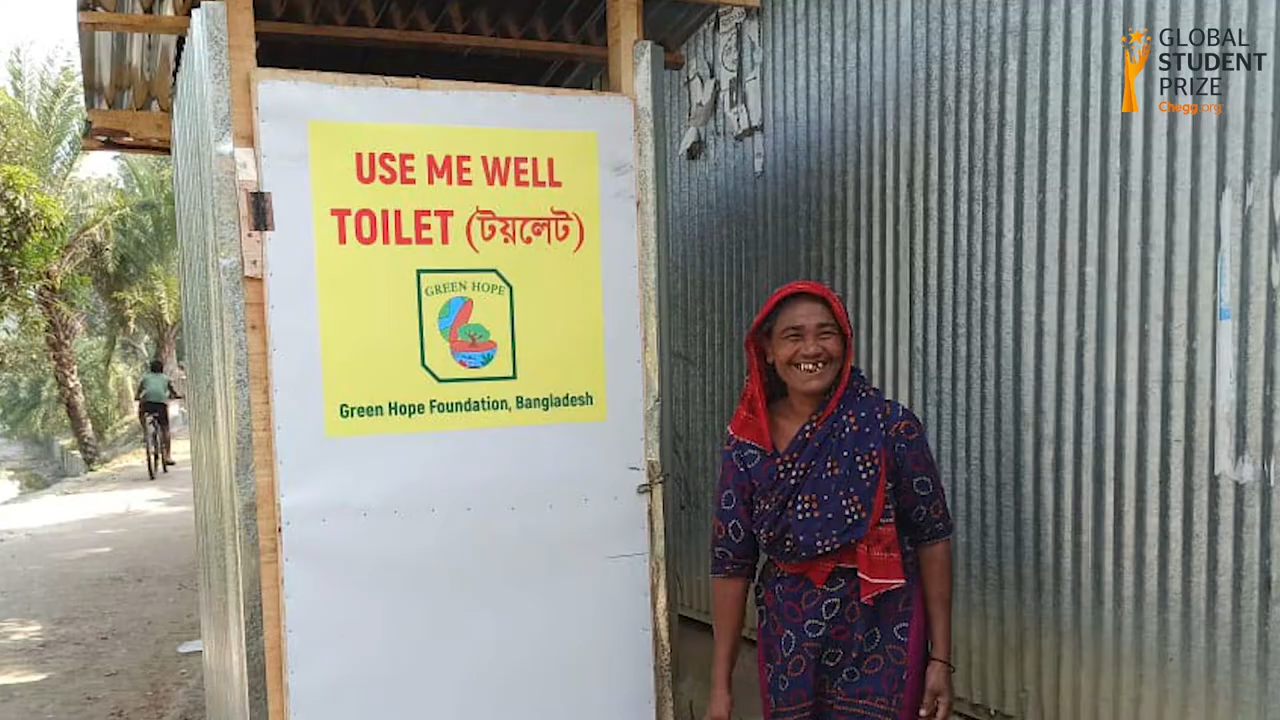 USE ME WELL
TOILET (টয়লেট)
GREEN HOPE
Green Hope Foundation, Bangladesh
GLOBAL
STUDENT
PRIZE
Chegg.org